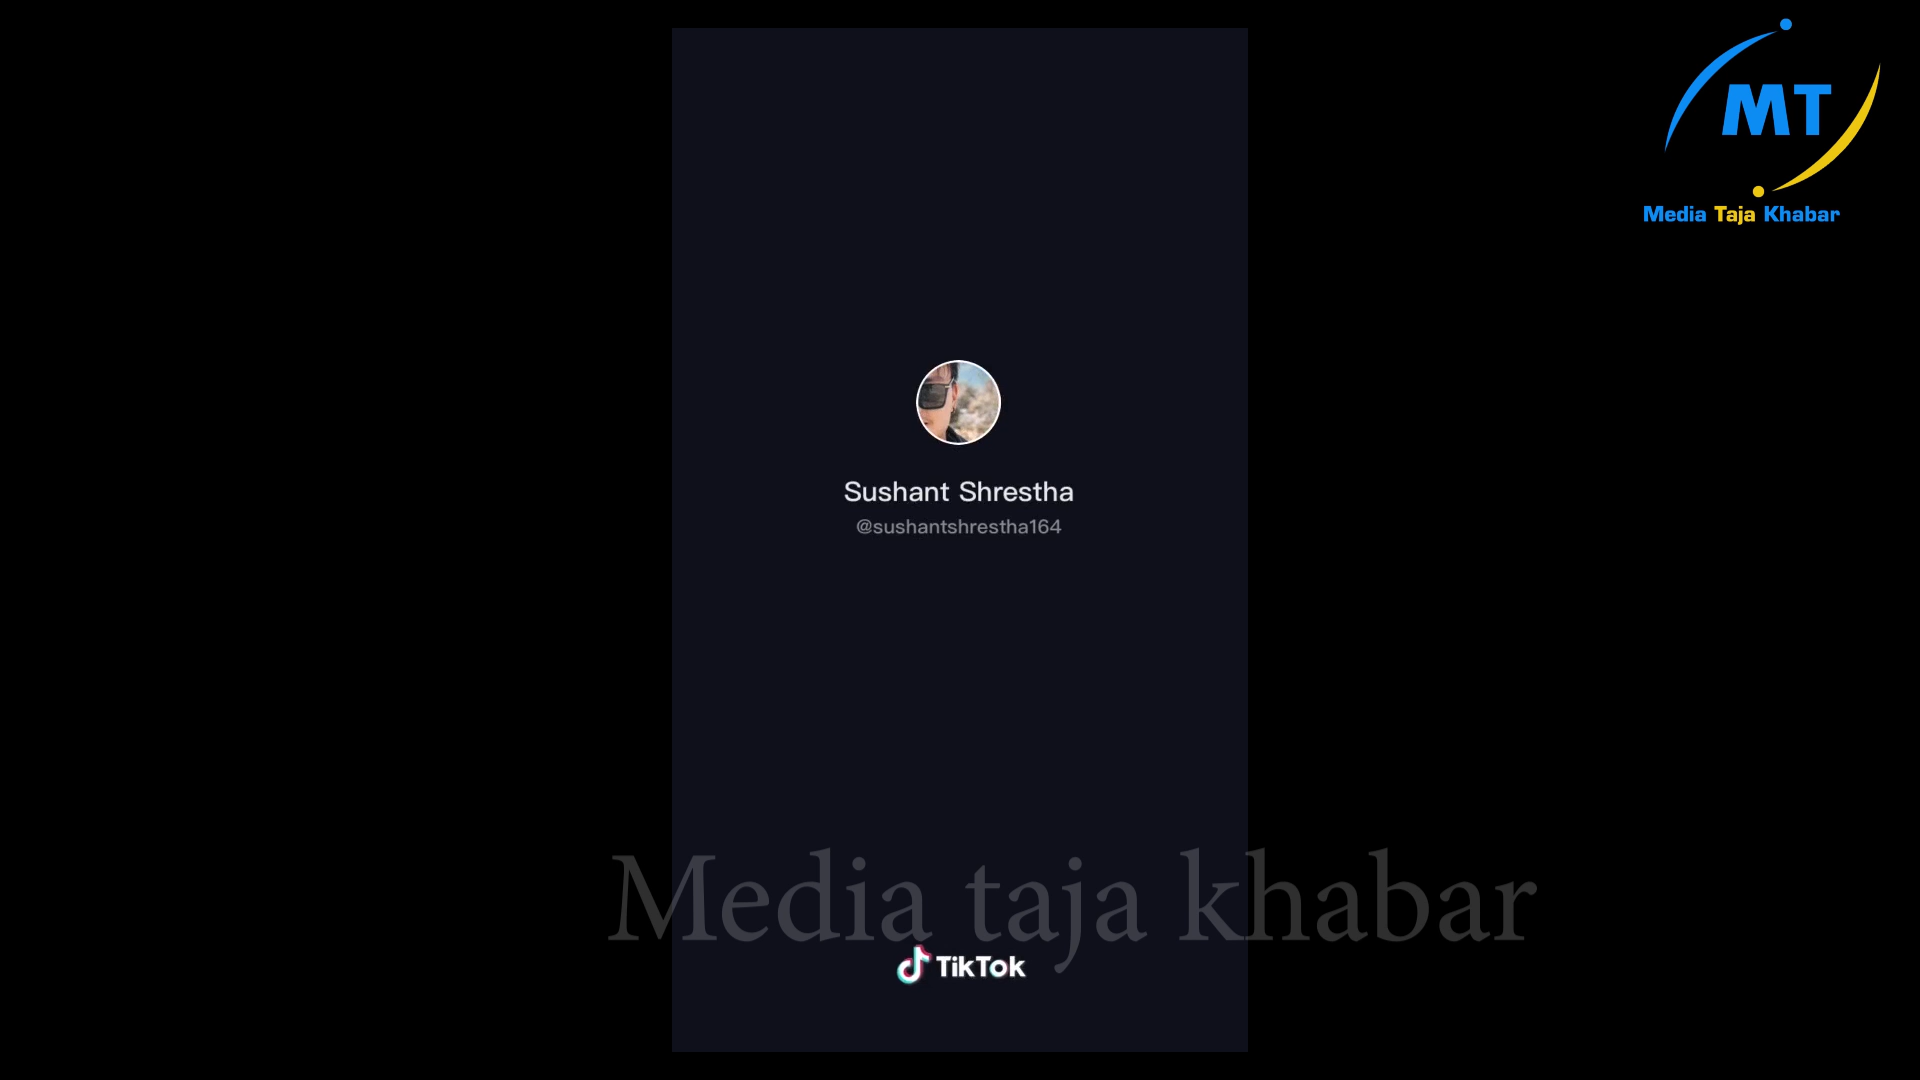 MT
Media Taja Khabar
Sushant Shrestha
@sushantshrestha164
Media taja khabar
TikTok